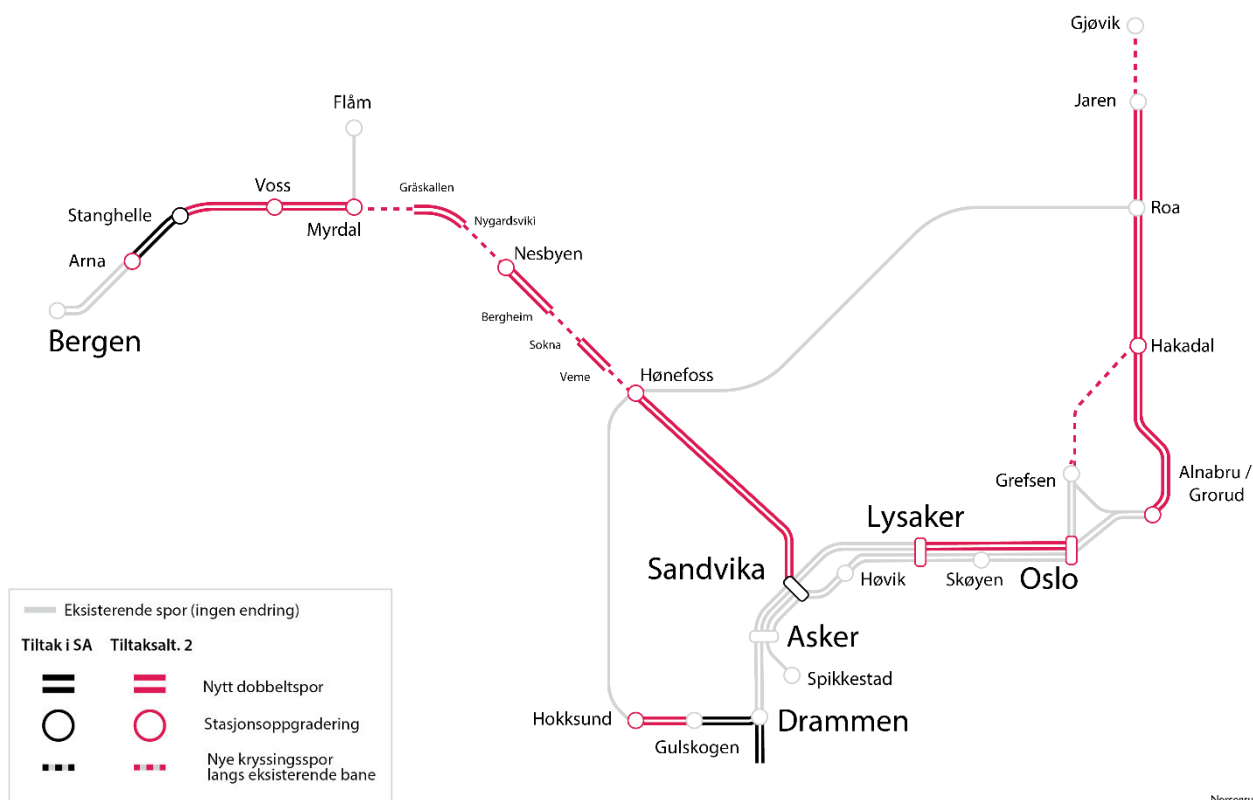 Gjøvik
Jaren
Flåm
Voss
Gråskallen
Stanghelle
Nygardsviki
Roa
Myrdal
Nesbyen
Arna
Bergheim
Bergen
Sokna
Hakadal
Veme
Hønefoss
Grefsen
Alnabru /
Grorud
Lysaker
Sandvika
Høvik
Skøyen
Oslo
Asker
Spikkestad
Hokksund
Gulskogen
Drammen
Eksisterende spor (ingen endring)
Tiltak i SA
Tiltaksalt. 2
Nytt dobbeltspor
Stasjonsoppgradering
Nye kryssingsspor
langs eksisterende bane